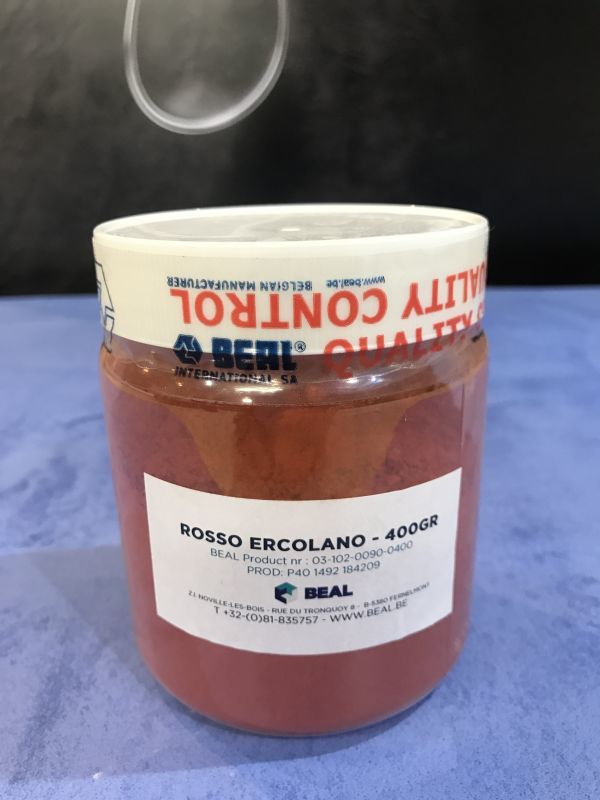 www.beal.be BELGIAN MANUFACTURER
QUALITY CONTROL
QUALITY
BEAL®
INTERNATIONAL SA
ROSSO ERCOLANO - 400GR
BEAL Product nr : 03-102-0090-0400
PROD: P40 1492 184209
BEAL
Z.I. NOVILLE-LES-BOIS - RUE DU TRONQUOY 8 - B-5380 FERNELMONT
T +32-(0)81-835757 - WWW.BEAL.BE